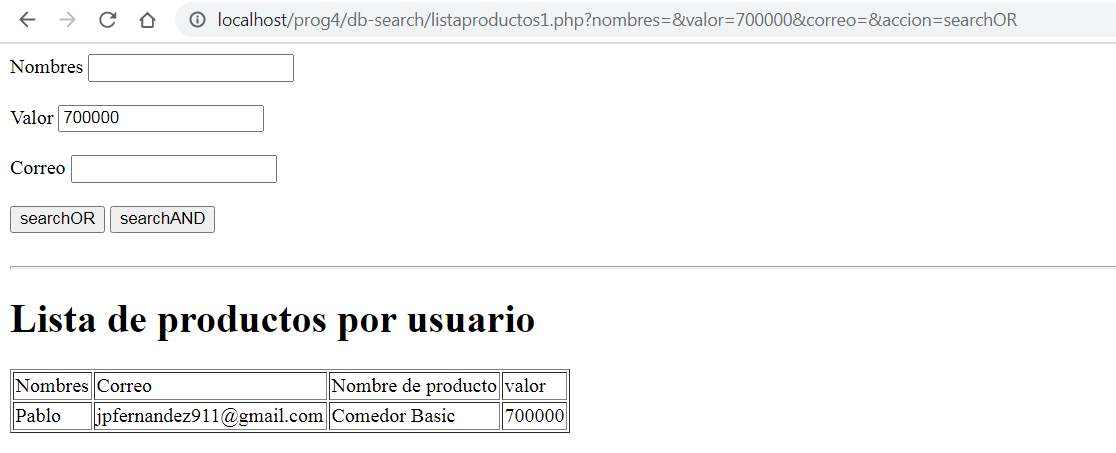 localhost/prog4/db-search/listaproductos1.php?nombres=&valor=700000&correo=&accion=searchOR
Nombres
Valor 700000
Correo
searchOR searchAND
Lista de productos por usuario
Nombres Correo Nombre de producto valor
Pablo jpfernandez911@gmail.com Comedor Basic 700000